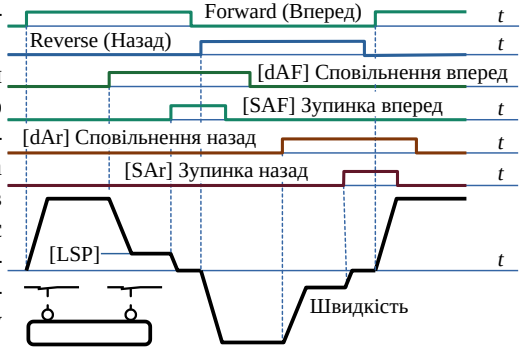 Forward (Вперед)
t
Reverse (Назад)
t
[dAF] Сповільнення вперед
[SAF] Зупинка вперед
t
[dAr] Сповільнення назад
t
[SAr] Зупинка назад
t
[LSP]
t
Швидкість